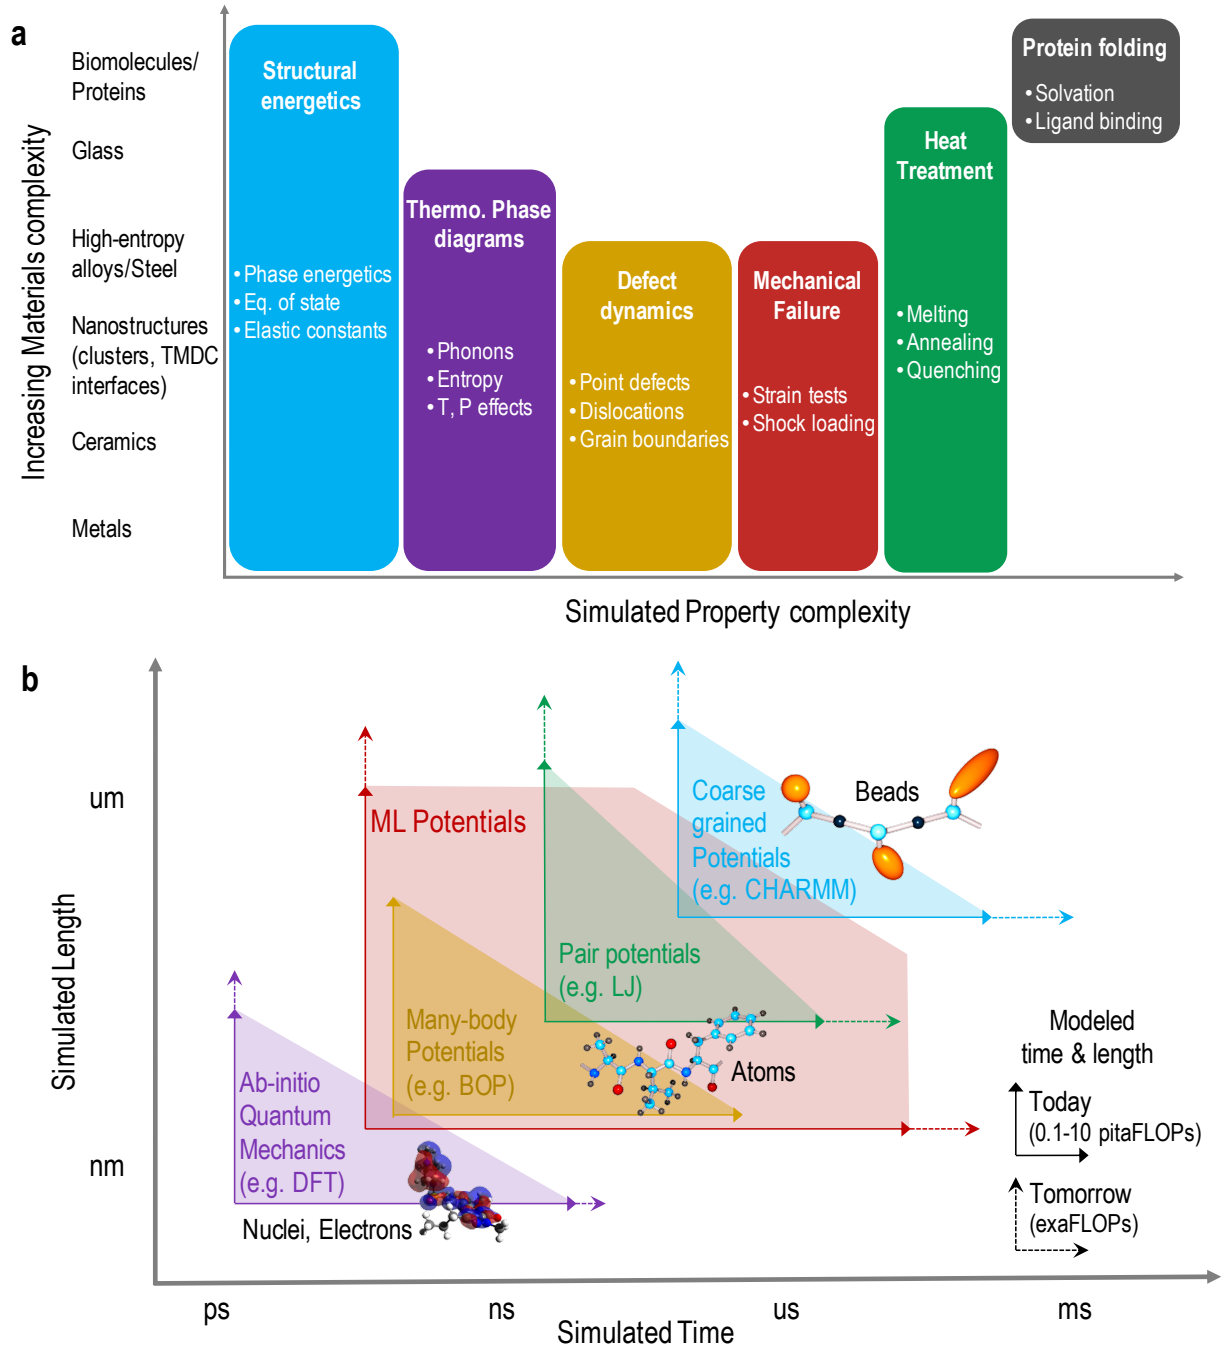 a
Increasing Materials complexity
Biomolecules/
Proteins
Glass
High-entropy
alloys/Steel
Nanostructures
(clusters, TMDC
interfaces)
Ceramics
Metals
Structural
energetics
• Phase energetics
• Eq. of state
• Elastic constants
Thermo. Phase
diagrams
• Phonons
• Entropy
• T, P effects
Defect
dynamics
• Point defects
• Dislocations
• Grain boundaries
Mechanical
Failure
• Strain tests
• Shock loading
Heat
Treatment
• Melting
• Annealing
• Quenching
Protein folding
• Solvation
• Ligand binding
Simulated Property complexity
b
Simulated Length
um
nm
ML Potentials
Coarse
grained
Potentials
(e.g. CHARMM)
Beads
Pair potentials
(e.g. LJ)
Many-body
Potentials
(e.g. BOP)
Atoms
Ab-initio
Quantum
Mechanics
(e.g. DFT)
Nuclei, Electrons
Modeled
time & length
Today
(0.1-10 pitaFLOPs)
Tomorrow
(exaFLOPs)
ps
ns
us
ms
Simulated Time